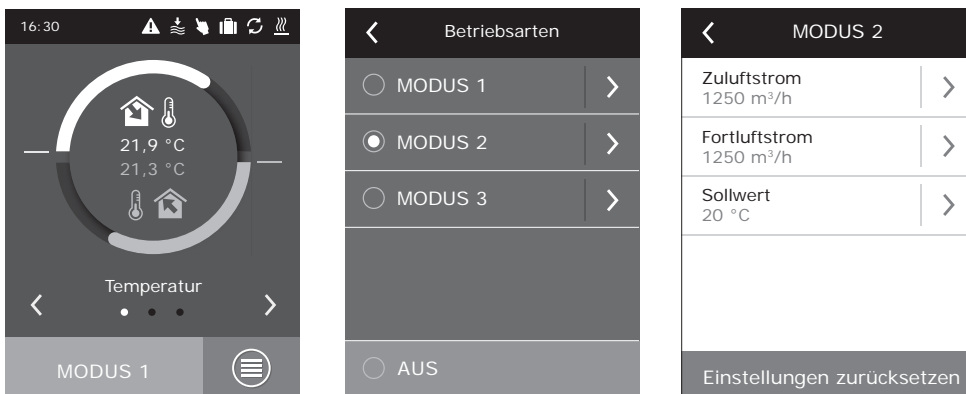 16:30
21,9 °C
21,3 °C
Temperatur
MODUS 1
Betriebsarten
MODUS 1
MODUS 2
MODUS 3
AUS
MODUS 2
Zuluftstrom
1250 m³/h
Fortluftstrom
1250 m³/h
Sollwert
20 °C
Einstellungen zurücksetzen